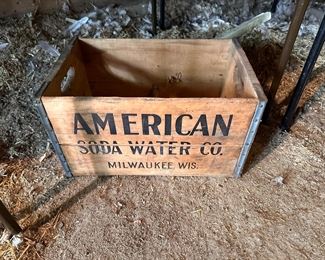 AMERICAN
SODA WATER CO.
MILWAUKEE, WIS.